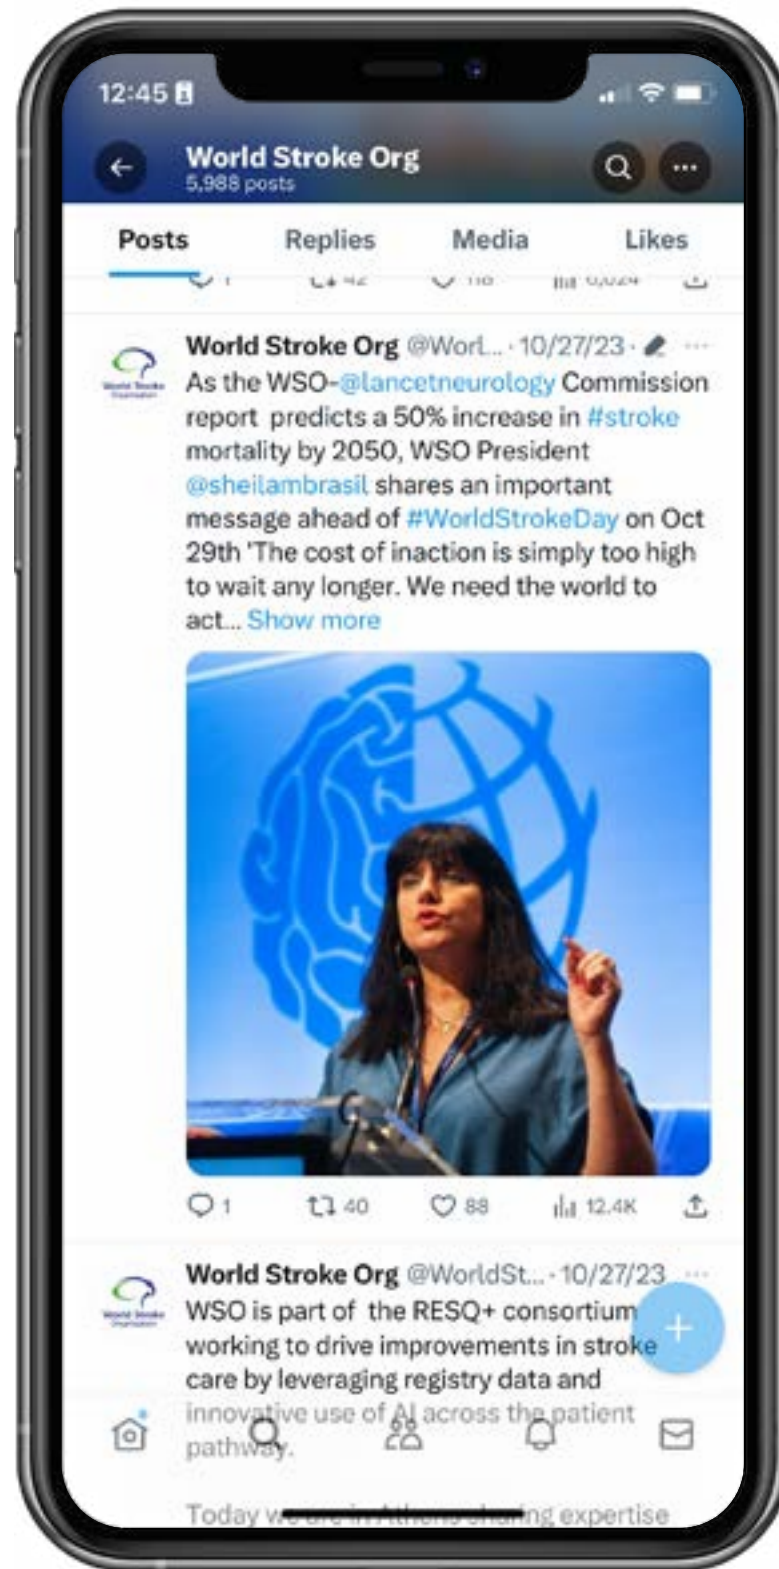 12:45
World Stroke Org
5,988 posts
Posts Replies Media Likes
World Stroke Org @Worl... · 10/27/23 ·
As the WSO-@lancetneurology Commission
report predicts a 50% increase in #stroke
mortality by 2050, WSO President
@sheilambrasil shares an important
message ahead of #WorldStrokeDay on Oct
29th 'The cost of inaction is simply too high
to wait any longer. We need the world to
act... Show more
1 40 88 12.4K
World Stroke Org @WorldSt... · 10/27/23
WSO is part of the RESQ+ consortium
working to drive improvements in stroke
care by leveraging registry data and
innovative use of AI across the patient
pathway.
Today we are in Athens sharing expertise